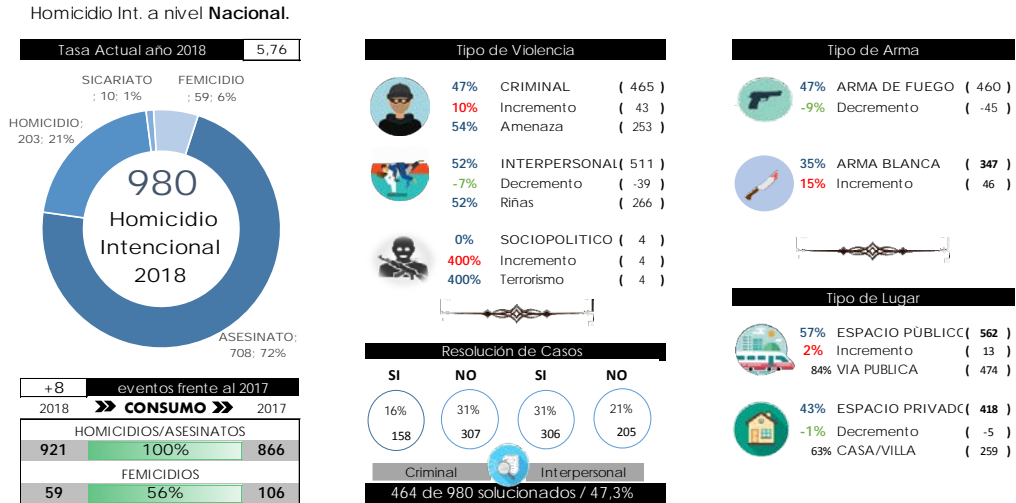 Homicidio Int. a nivel Nacional.
Tasa Actual año 2018 5,76
SICARIATO
; 10; 1%
FEMICIDIO
; 59; 6%
HOMICIDIO;
203; 21%
980
Homicidio
Intencional
2018
ASESINATO;
708; 72%
+8 eventos frente al 2017
2018 CONSUMO 2017
HOMICIDIOS/ASESINATOS
921 100% 866
FEMICIDIOS
59 56% 106
Tipo de Violencia
47% CRIMINAL ( 465 )
10% Incremento ( 43 )
54% Amenaza ( 253 )
52% INTERPERSONAL ( 511 )
-7% Decremento ( -39 )
52% Riñas ( 266 )
0% SOCIOPOLITICO ( 4 )
400% Incremento ( 4 )
400% Terrorismo ( 4 )
Resolución de Casos
SI NO SI NO
16% 31% 31% 21%
158 307 306 205
Criminal Interpersonal
464 de 980 solucionados / 47,3%
Tipo de Arma
47% ARMA DE FUEGO ( 460 )
-9% Decremento ( -45 )
35% ARMA BLANCA ( 347 )
15% Incremento ( 46 )
Tipo de Lugar
57% ESPACIO PÙBLICC( 562 )
2% Incremento ( 13 )
84% VIA PUBLICA ( 474 )
43% ESPACIO PRIVADC( 418 )
-1% Decremento ( -5 )
63% CASA/VILLA ( 259 )